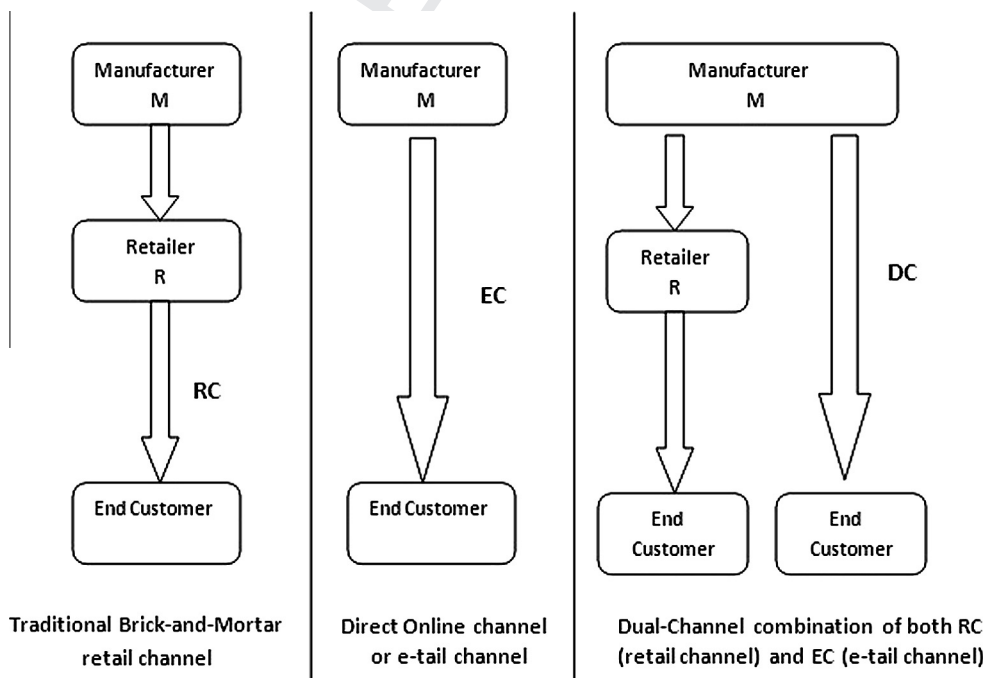 Manufacturer
M
Retailer
R
RC
End Customer
Traditional Brick-and-Mortar
retail channel
Manufacturer
M
EC
End Customer
Direct Online channel
or e-tail channel
Manufacturer
M
Retailer
R
DC
End
Customer
End
Customer
Dual-Channel combination of both RC
(retail channel) and EC (e-tail channel)